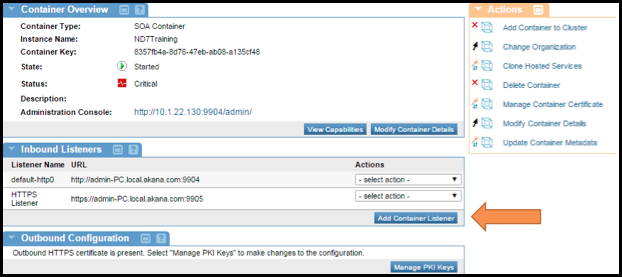 Container Overview
Container Type: SOA Container
Instance Name: ND7Training
Container Key: 8357fb4a-8d76-47eb-ab08-a135cf48
State: Started
Status: Critical
Description:
Administration Console: http://10.1.22.130:9904/admin/
View Capabilities Modify Container Details
Inbound Listeners
Listener Name URL Actions
default-http0 http://admin-PC.local.akana.com:9904 - select action -
HTTPS Listener https://admin-PC.local.akana.com:9905 - select action -
Add Container Listener
Outbound Configuration
Outbound HTTPS certificate is present. Select "Manage PKI Keys" to make changes to the configuration.
Manage PKI Keys
Actions
Add Container to Cluster
Change Organization
Clone Hosted Services
Delete Container
Manage Container Certificate
Modify Container Details
Update Container Metadata